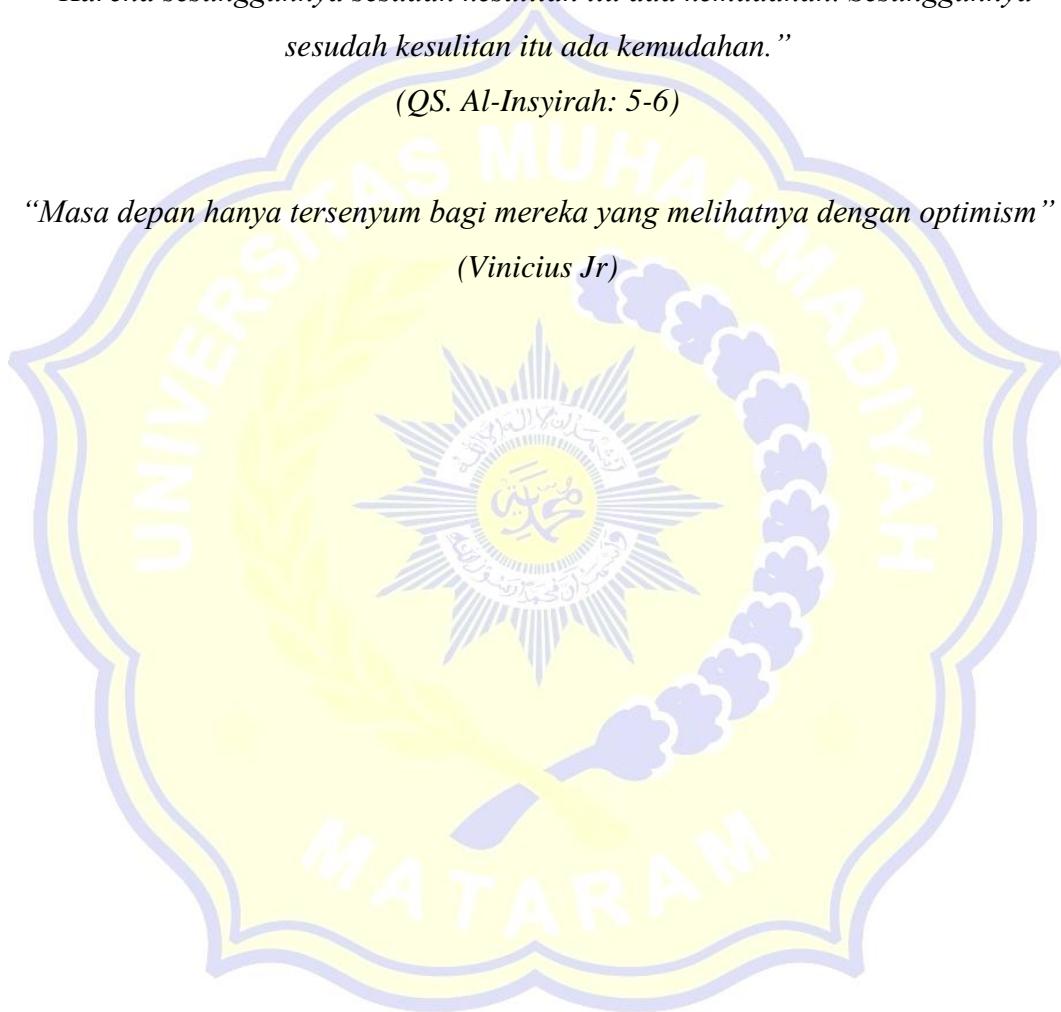 sesudah kesulitan itu ada kemudahan.”
(QS. Al-Insyirah: 5-6)
“Masa depan hanya tersenyum bagi mereka yang melihatnya dengan optimism”
(Vinicius Jr)
UNIVERSITAS MUHAMMADIYAH
MATARAM